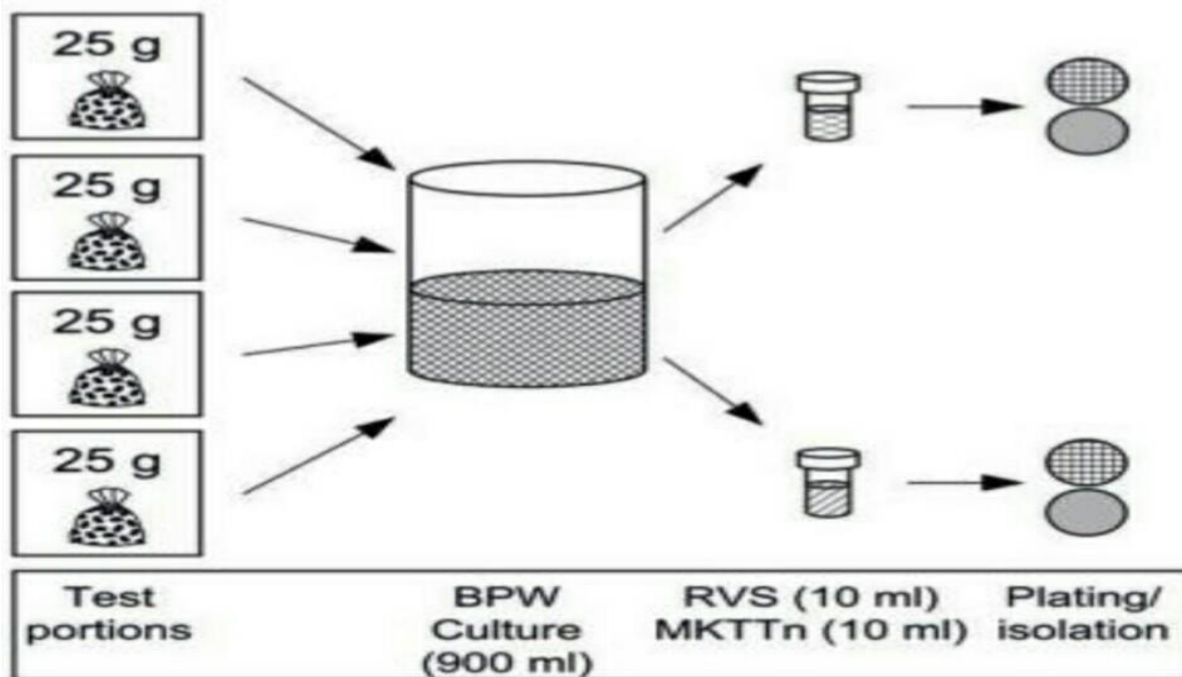 25 g
25 g
25 g
25 g
Test
portions
BPW
Culture
(900 ml)
RVS (10 ml)
MKTTn (10 ml)
Plating/
isolation